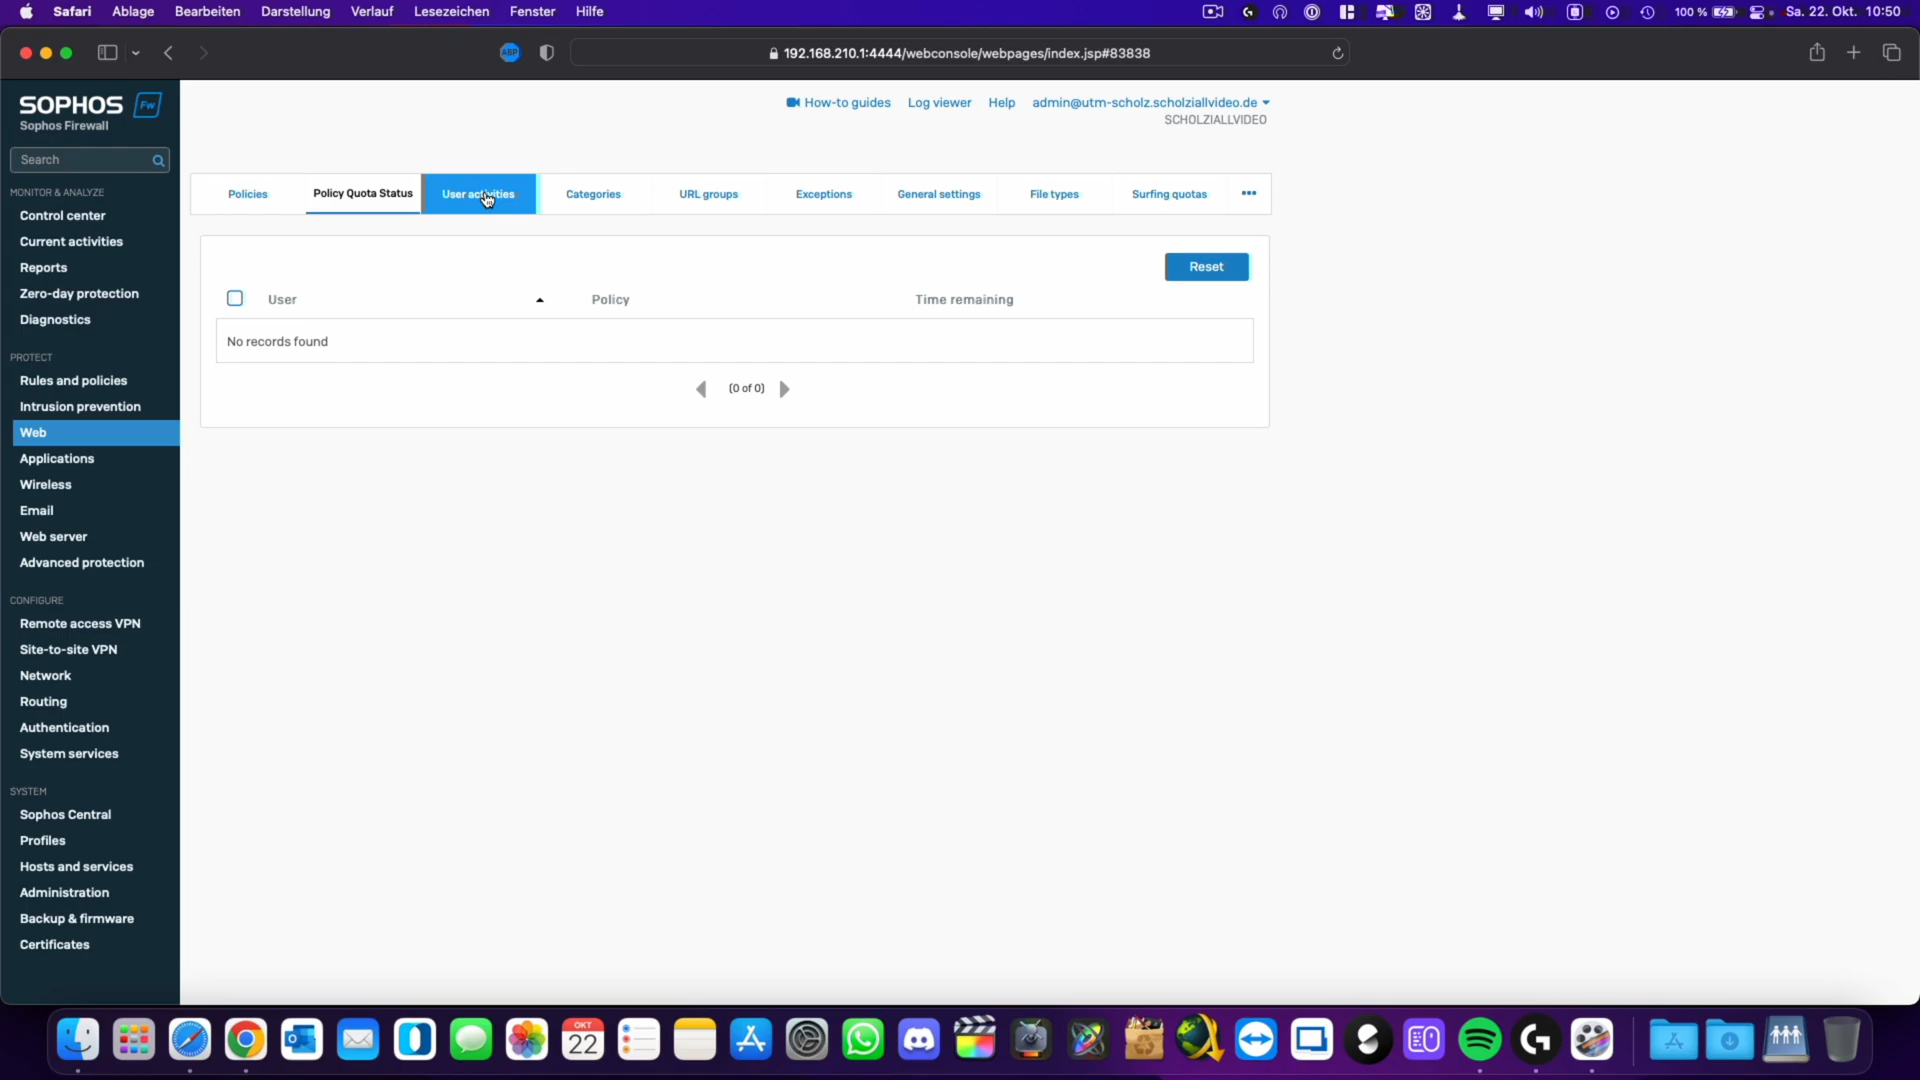 Safari Ablage Bearbeiten Darstellung Verlauf Lesezeichen Fenster Hilfe 100 % Sa. 22. Okt. 10:50
ABP 192.168.210.1:4444/webconsole/webpages/index.jsp#83838
SOPHOS Fw
Sophos Firewall
Search
MONITOR & ANALYZE
Control center
Current activities
Reports
Zero-day protection
Diagnostics
PROTECT
Rules and policies
Intrusion prevention
Web
Applications
Wireless
Email
Web server
Advanced protection
CONFIGURE
Remote access VPN
Site-to-site VPN
Network
Routing
Authentication
System services
SYSTEM
Sophos Central
Profiles
Hosts and services
Administration
Backup & firmware
Certificates
How-to guides Log viewer Help admin@utm-scholz.scholziallvideo.de
SCHOLZIALLVIDEO
Policies Policy Quota Status User activities Categories URL groups Exceptions General settings File types Surfing quotas •••
Reset
User Policy Time remaining
No records found
(0 of 0)
OKT
22